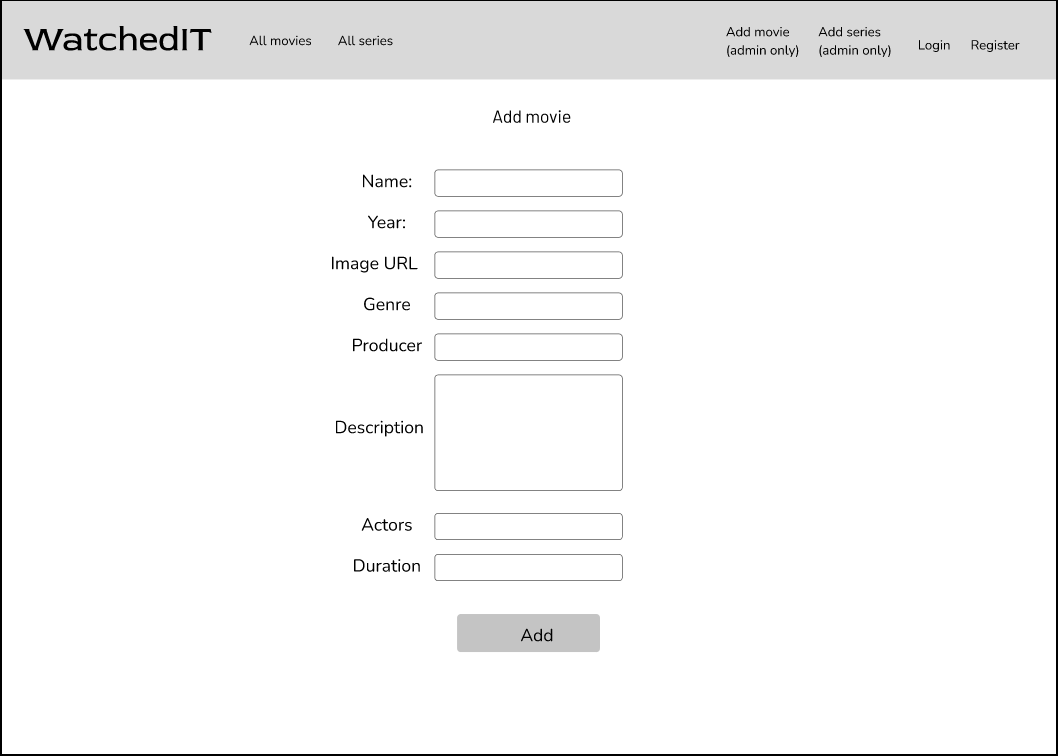 WatchedIT
All movies
All series
Add movie
(admin only)
Add series
(admin only)
Login
Register
Add movie
Name:
Year:
Image URL
Genre
Producer
Description
Actors
Duration
Add